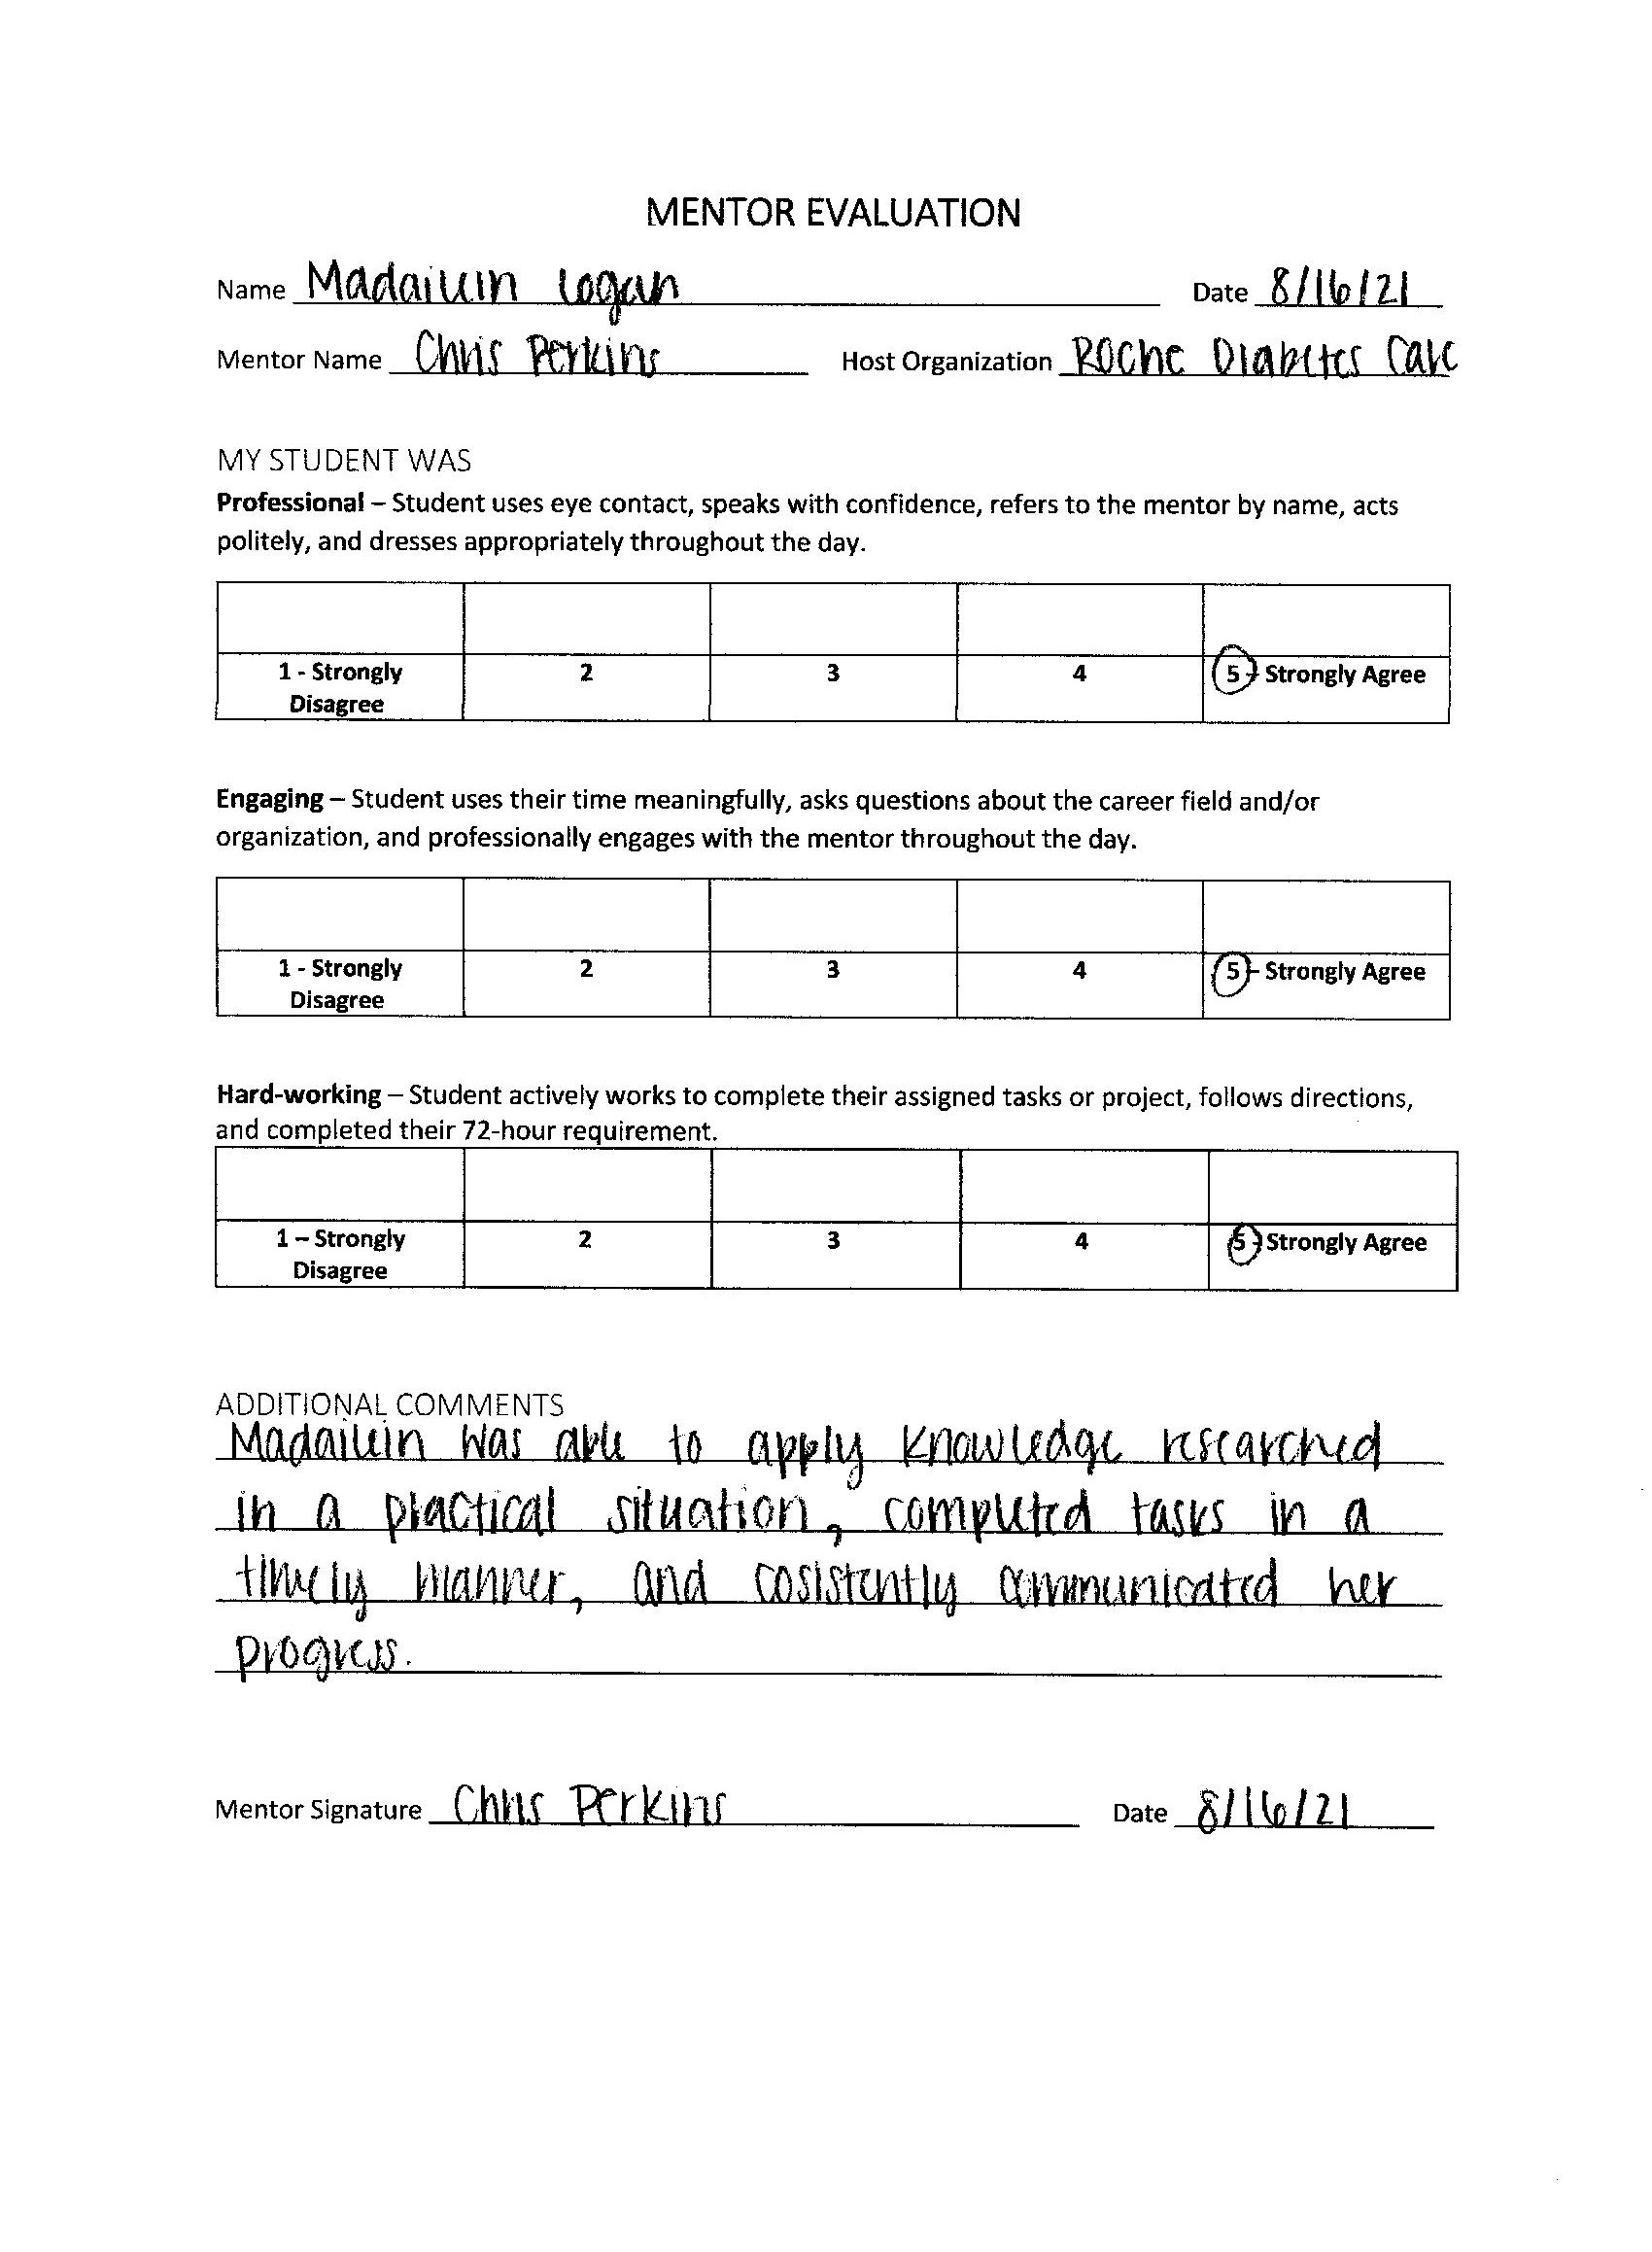 MENTOR EVALUATION
Name Madailein Logan Date 8/16/21
Mentor Name Chris Perkins Host Organization Roche Diabetes Care
MY STUDENT WAS
Professional – Student uses eye contact, speaks with confidence, refers to the mentor by name, acts
politely, and dresses appropriately throughout the day.
1 - Strongly Disagree 2 3 4 5 - Strongly Agree
Engaging – Student uses their time meaningfully, asks questions about the career field and/or
organization, and professionally engages with the mentor throughout the day.
1 - Strongly Disagree 2 3 4 5 - Strongly Agree
Hard-working – Student actively works to complete their assigned tasks or project, follows directions,
and completed their 72-hour requirement.
1 – Strongly Disagree 2 3 4 5 - Strongly Agree
ADDITIONAL COMMENTS
Madailein was able to apply knowledge researched
in a practical situation, completed tasks in a
timely manner, and cosistently communicated her
progress.
Mentor Signature Chris Perkins Date 8/16/21